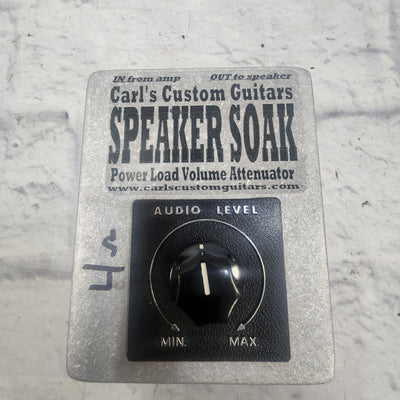 IN from amp OUT to speaker
Carl's Custom Guitars
SPEAKER SOAK
Power Load Volume Attenuator
www.carlscustomguitars.com
AUDIO LEVEL
MIN. MAX